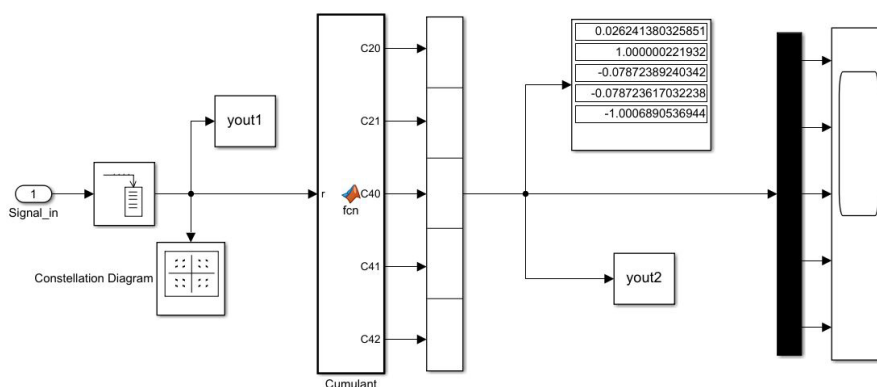 C20
0.026241380325851
1.000000221932
-0.07872389240342
-0.078723617032238
-1.0006890536944
C21
yout1
1
Signal_in
r
fcn
C40
Constellation Diagram
C41
yout2
C42
Cumulant